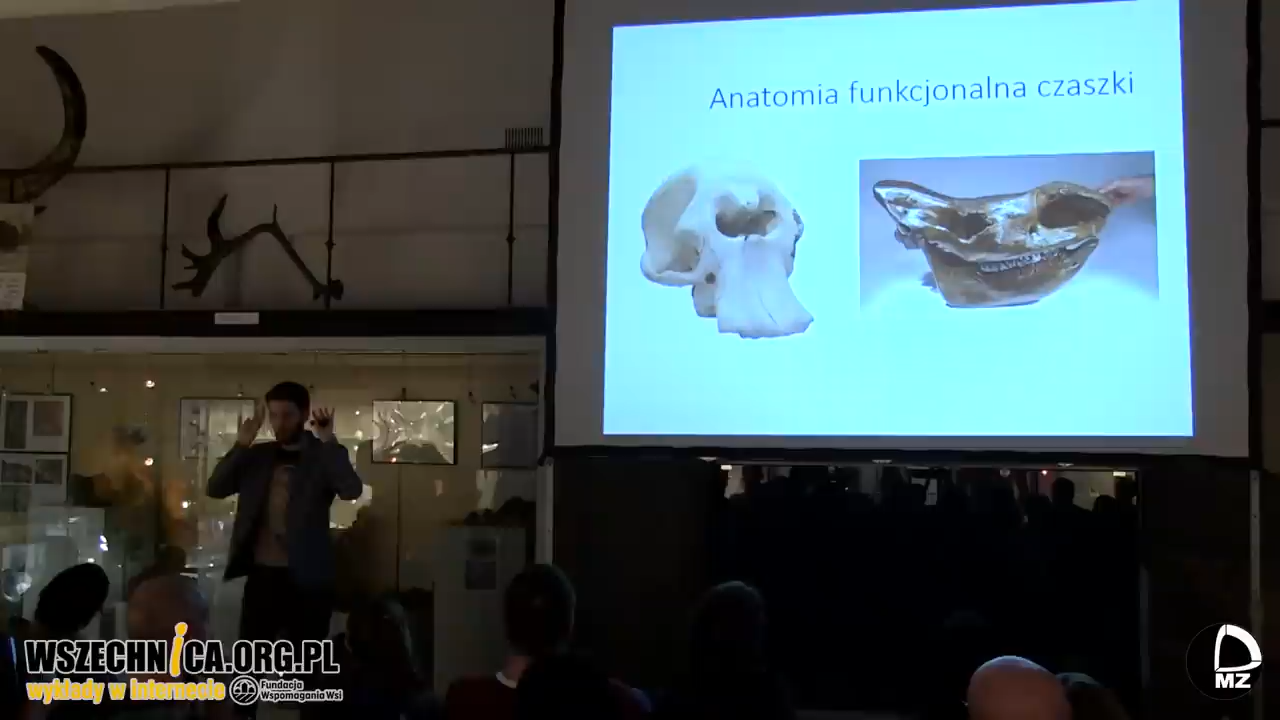 Anatomia funkcjonalna czaszki
WSZECHNICA.ORG.PL
wykłady w internecie
Fundacja
Wspomagania Wsi
MZ